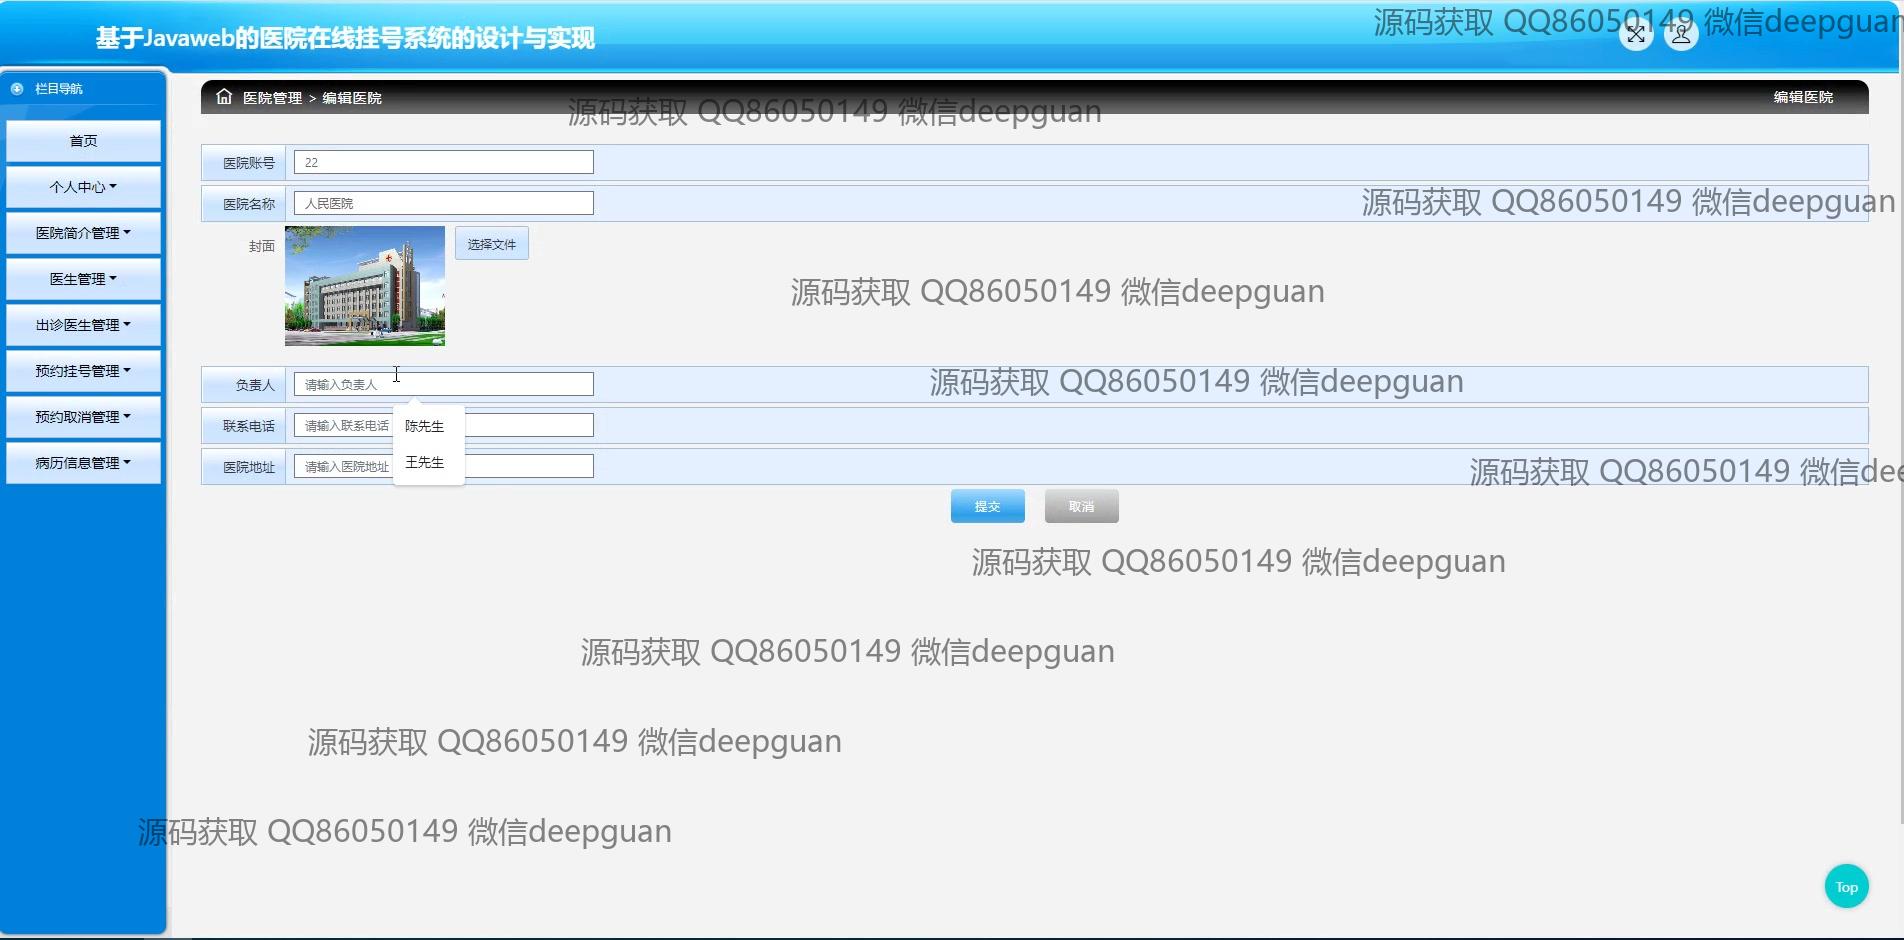 基于Javaweb的医院在线挂号系统的设计与实现
源码获取 QQ86050149 微信deepguan
栏目导航
首页
个人中心
医院简介管理
医生管理
出诊医生管理
预约挂号管理
预约取消管理
病历信息管理
医院管理 > 编辑医院
编辑医院
源码获取 QQ86050149 微信deepguan
医院账号 22
医院名称 人民医院
源码获取 QQ86050149 微信deepguan
封面 选择文件
源码获取 QQ86050149 微信deepguan
负责人 请输入负责人
源码获取 QQ86050149 微信deepguan
联系电话 请输入联系电话
陈先生
医院地址 请输入医院地址
王先生
源码获取 QQ86050149 微信dee
提交 取消
源码获取 QQ86050149 微信deepguan
源码获取 QQ86050149 微信deepguan
源码获取 QQ86050149 微信deepguan
源码获取 QQ86050149 微信deepguan
Top